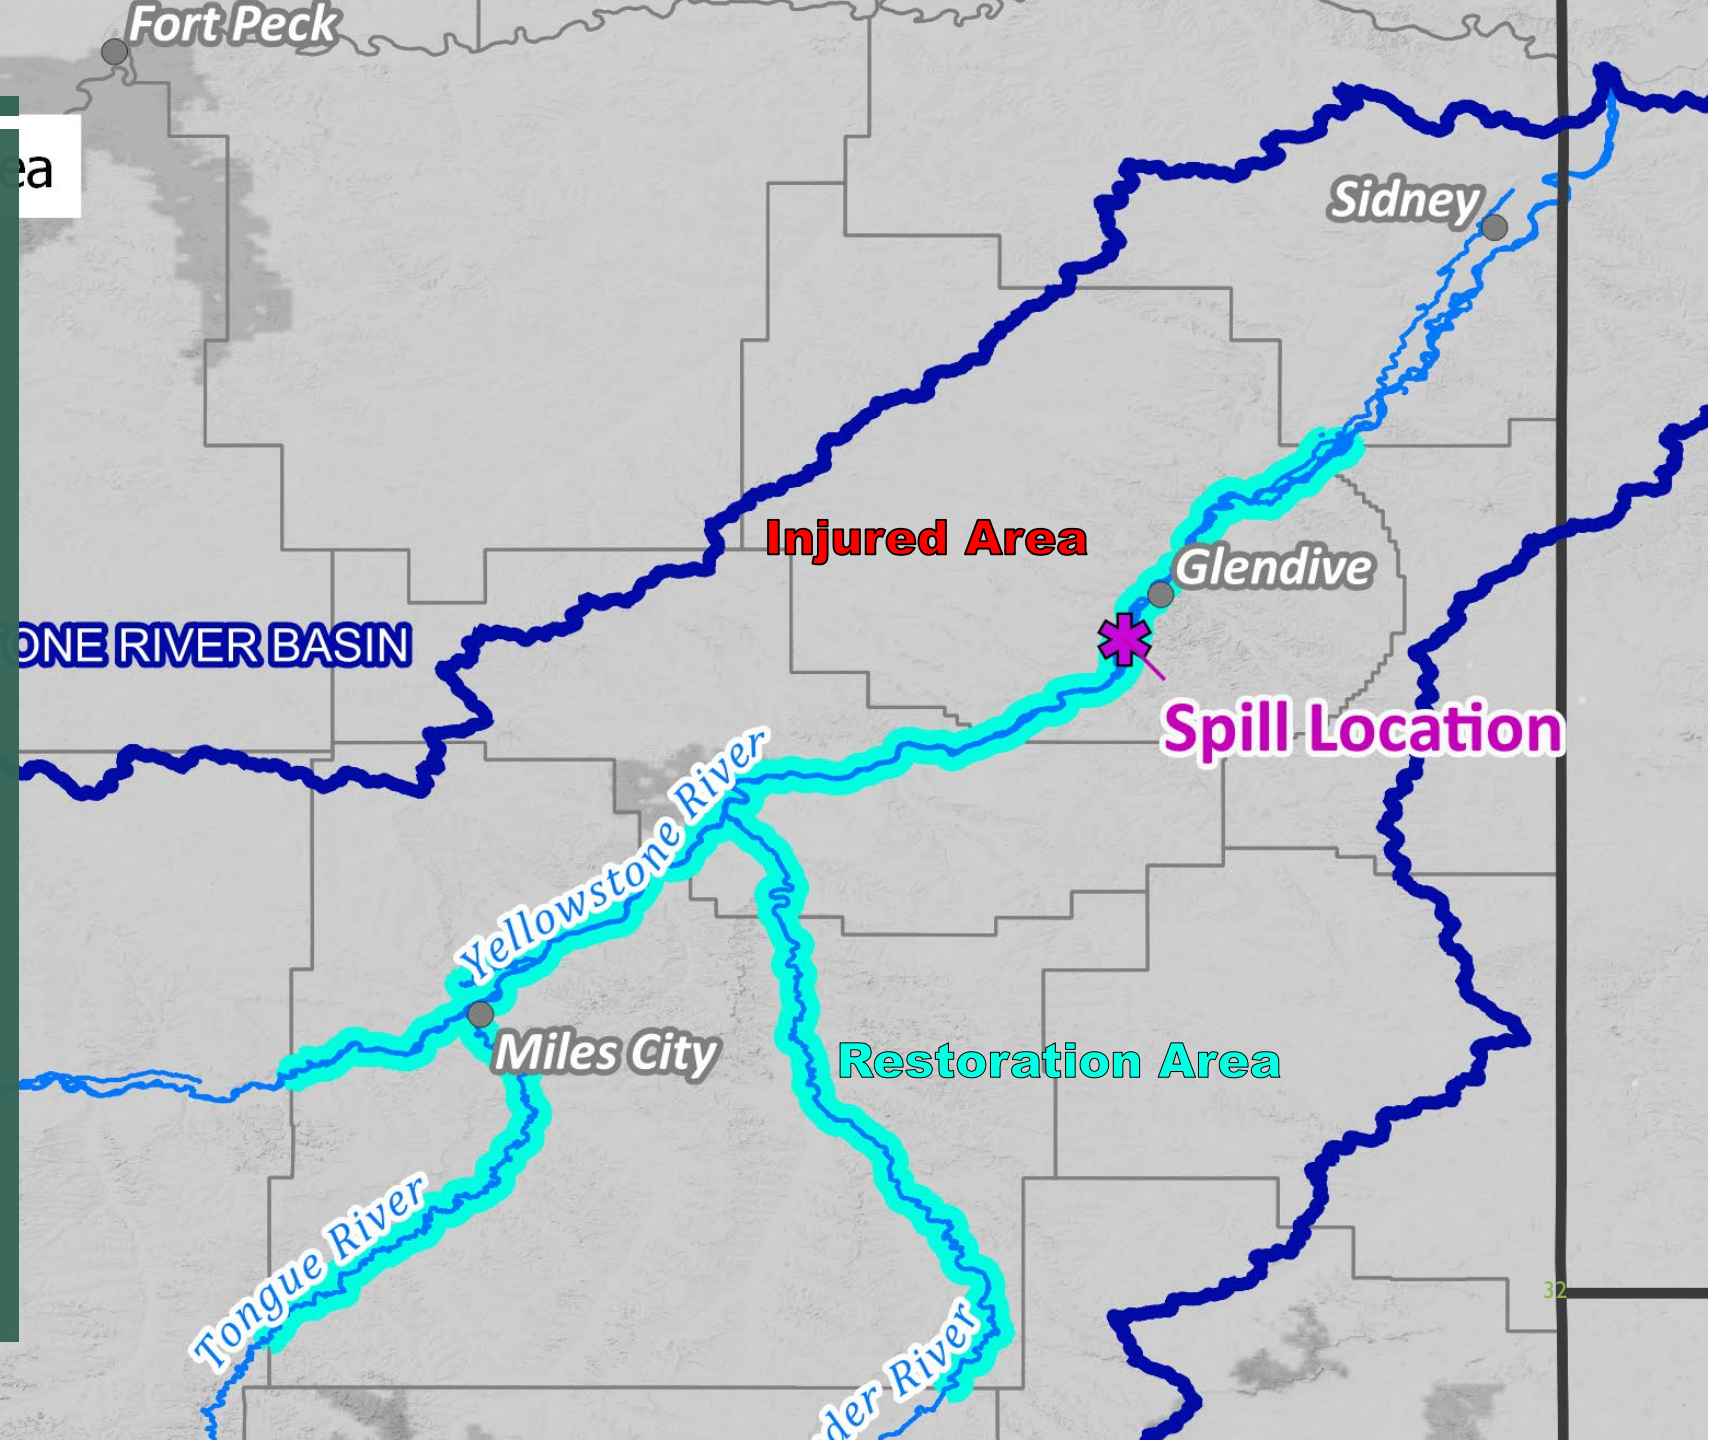 Fort Peck
ea
Sidney
Injured Area
Glendive
ONE RIVER BASIN
Spill Location
Yellowstone River
Miles City
Restoration Area
Tongue River
32
der River